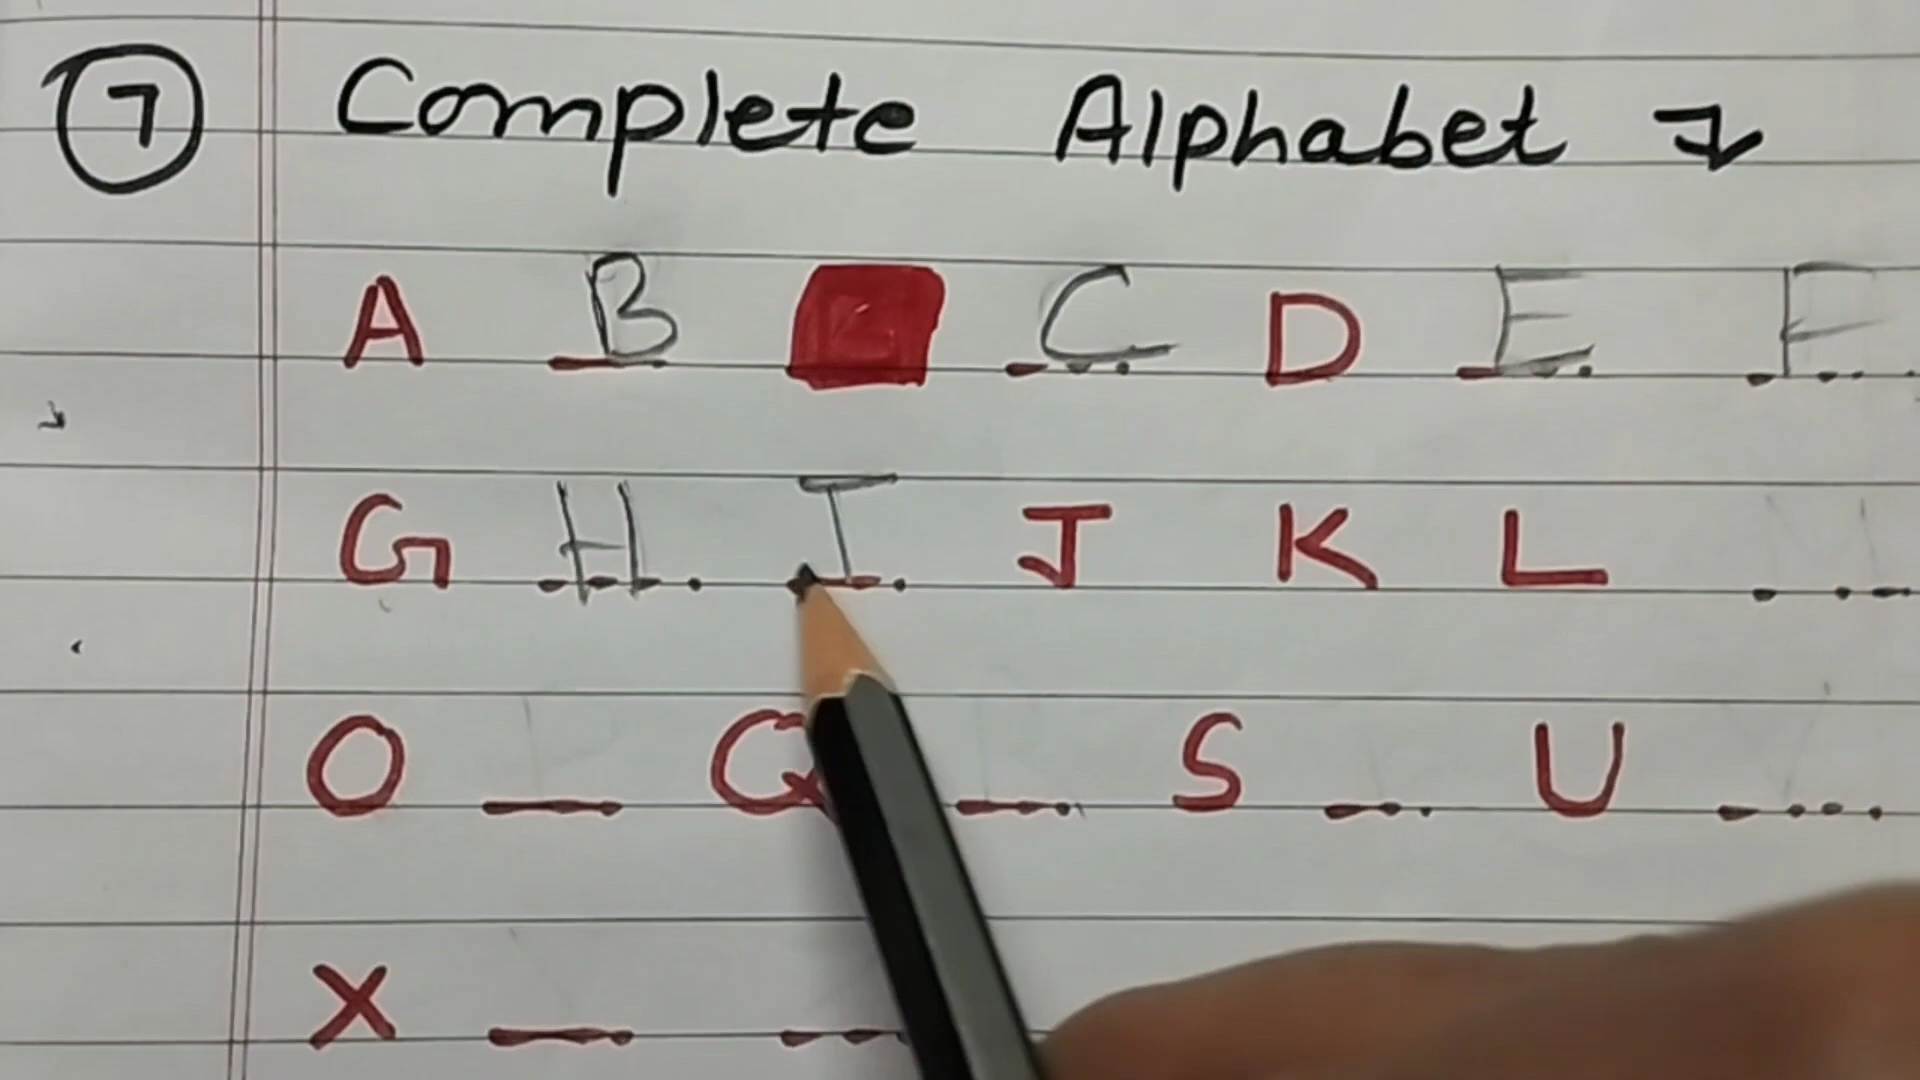 7 Complete Alphabet
A B C D E F
G H I J K L
O Q S U
X